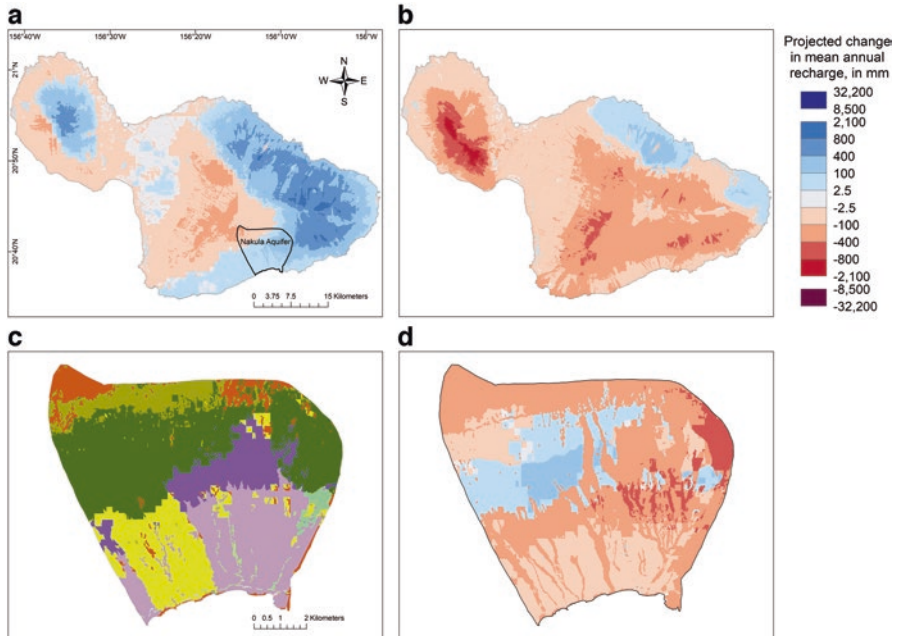 a
156°40'W 156°30'W 156°20'W 156°10'W 156°W
21°N
20°50'N
20°40'N
N
W E
S
Nakula Aquifer
0 3.75 7.5 15 Kilometers
b
Projected change
in mean annual
recharge, in mm
32,200
8,500
2,100
800
400
100
2.5
-2.5
-100
-400
-800
-2,100
-8,500
-32,200
c
0 0.5 1 2 Kilometers
d